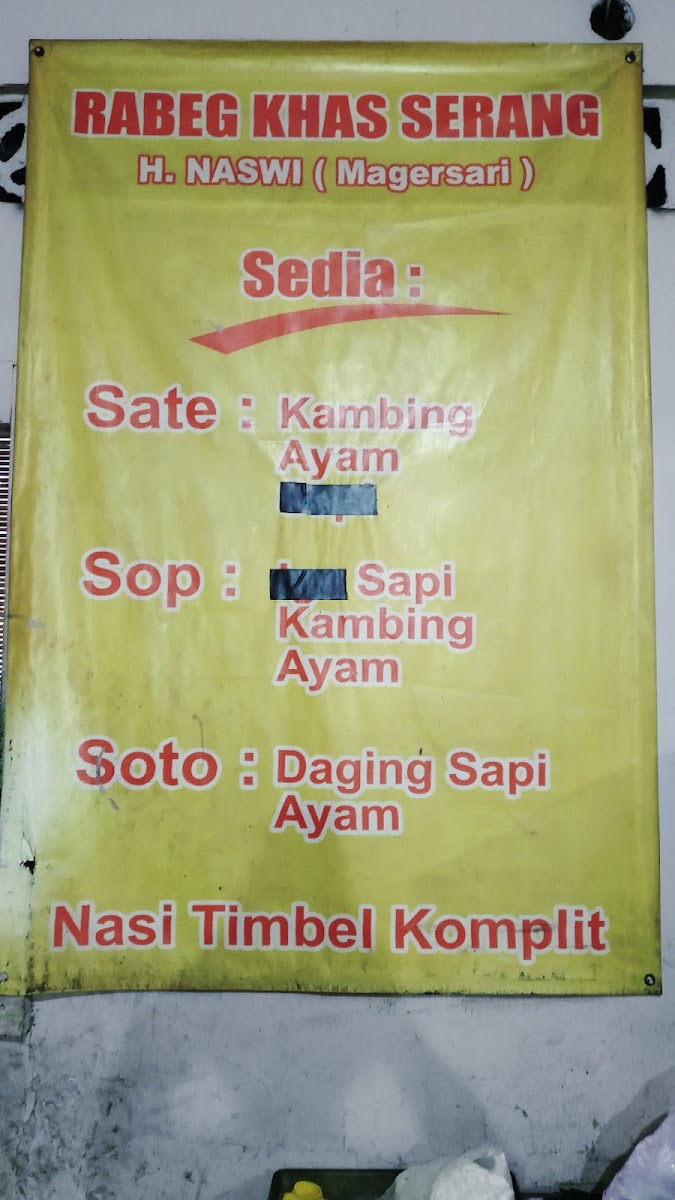 RABEG KHAS SERANG
H. NASWI ( Magersari )
Sedia :
Sate : Kambing
Ayam
Sop : Sapi
Kambing
Ayam
Soto : Daging Sapi
Ayam
Nasi Timbel Komplit